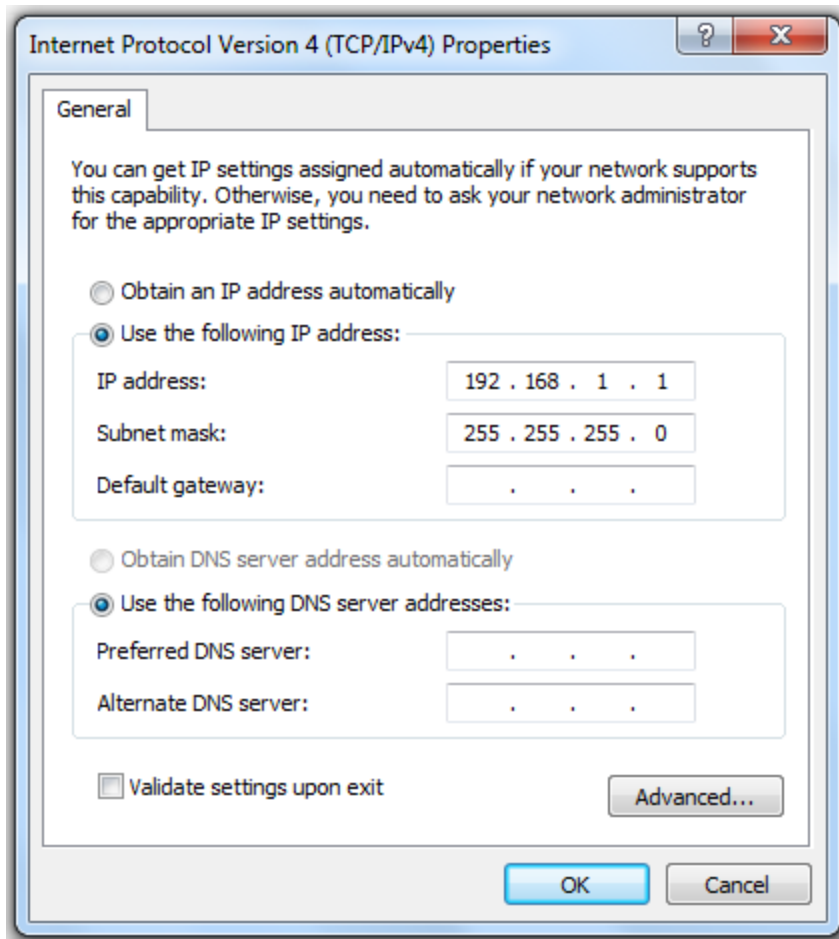 Internet Protocol Version 4 (TCP/IPv4) Properties
General
You can get IP settings assigned automatically if your network supports
this capability. Otherwise, you need to ask your network administrator
for the appropriate IP settings.
Obtain an IP address automatically
Use the following IP address:
IP address: 192 . 168 . 1 . 1
Subnet mask: 255 . 255 . 255 . 0
Default gateway: . . .
Obtain DNS server address automatically
Use the following DNS server addresses:
Preferred DNS server: . . .
Alternate DNS server: . . .
Validate settings upon exit
Advanced...
OK Cancel